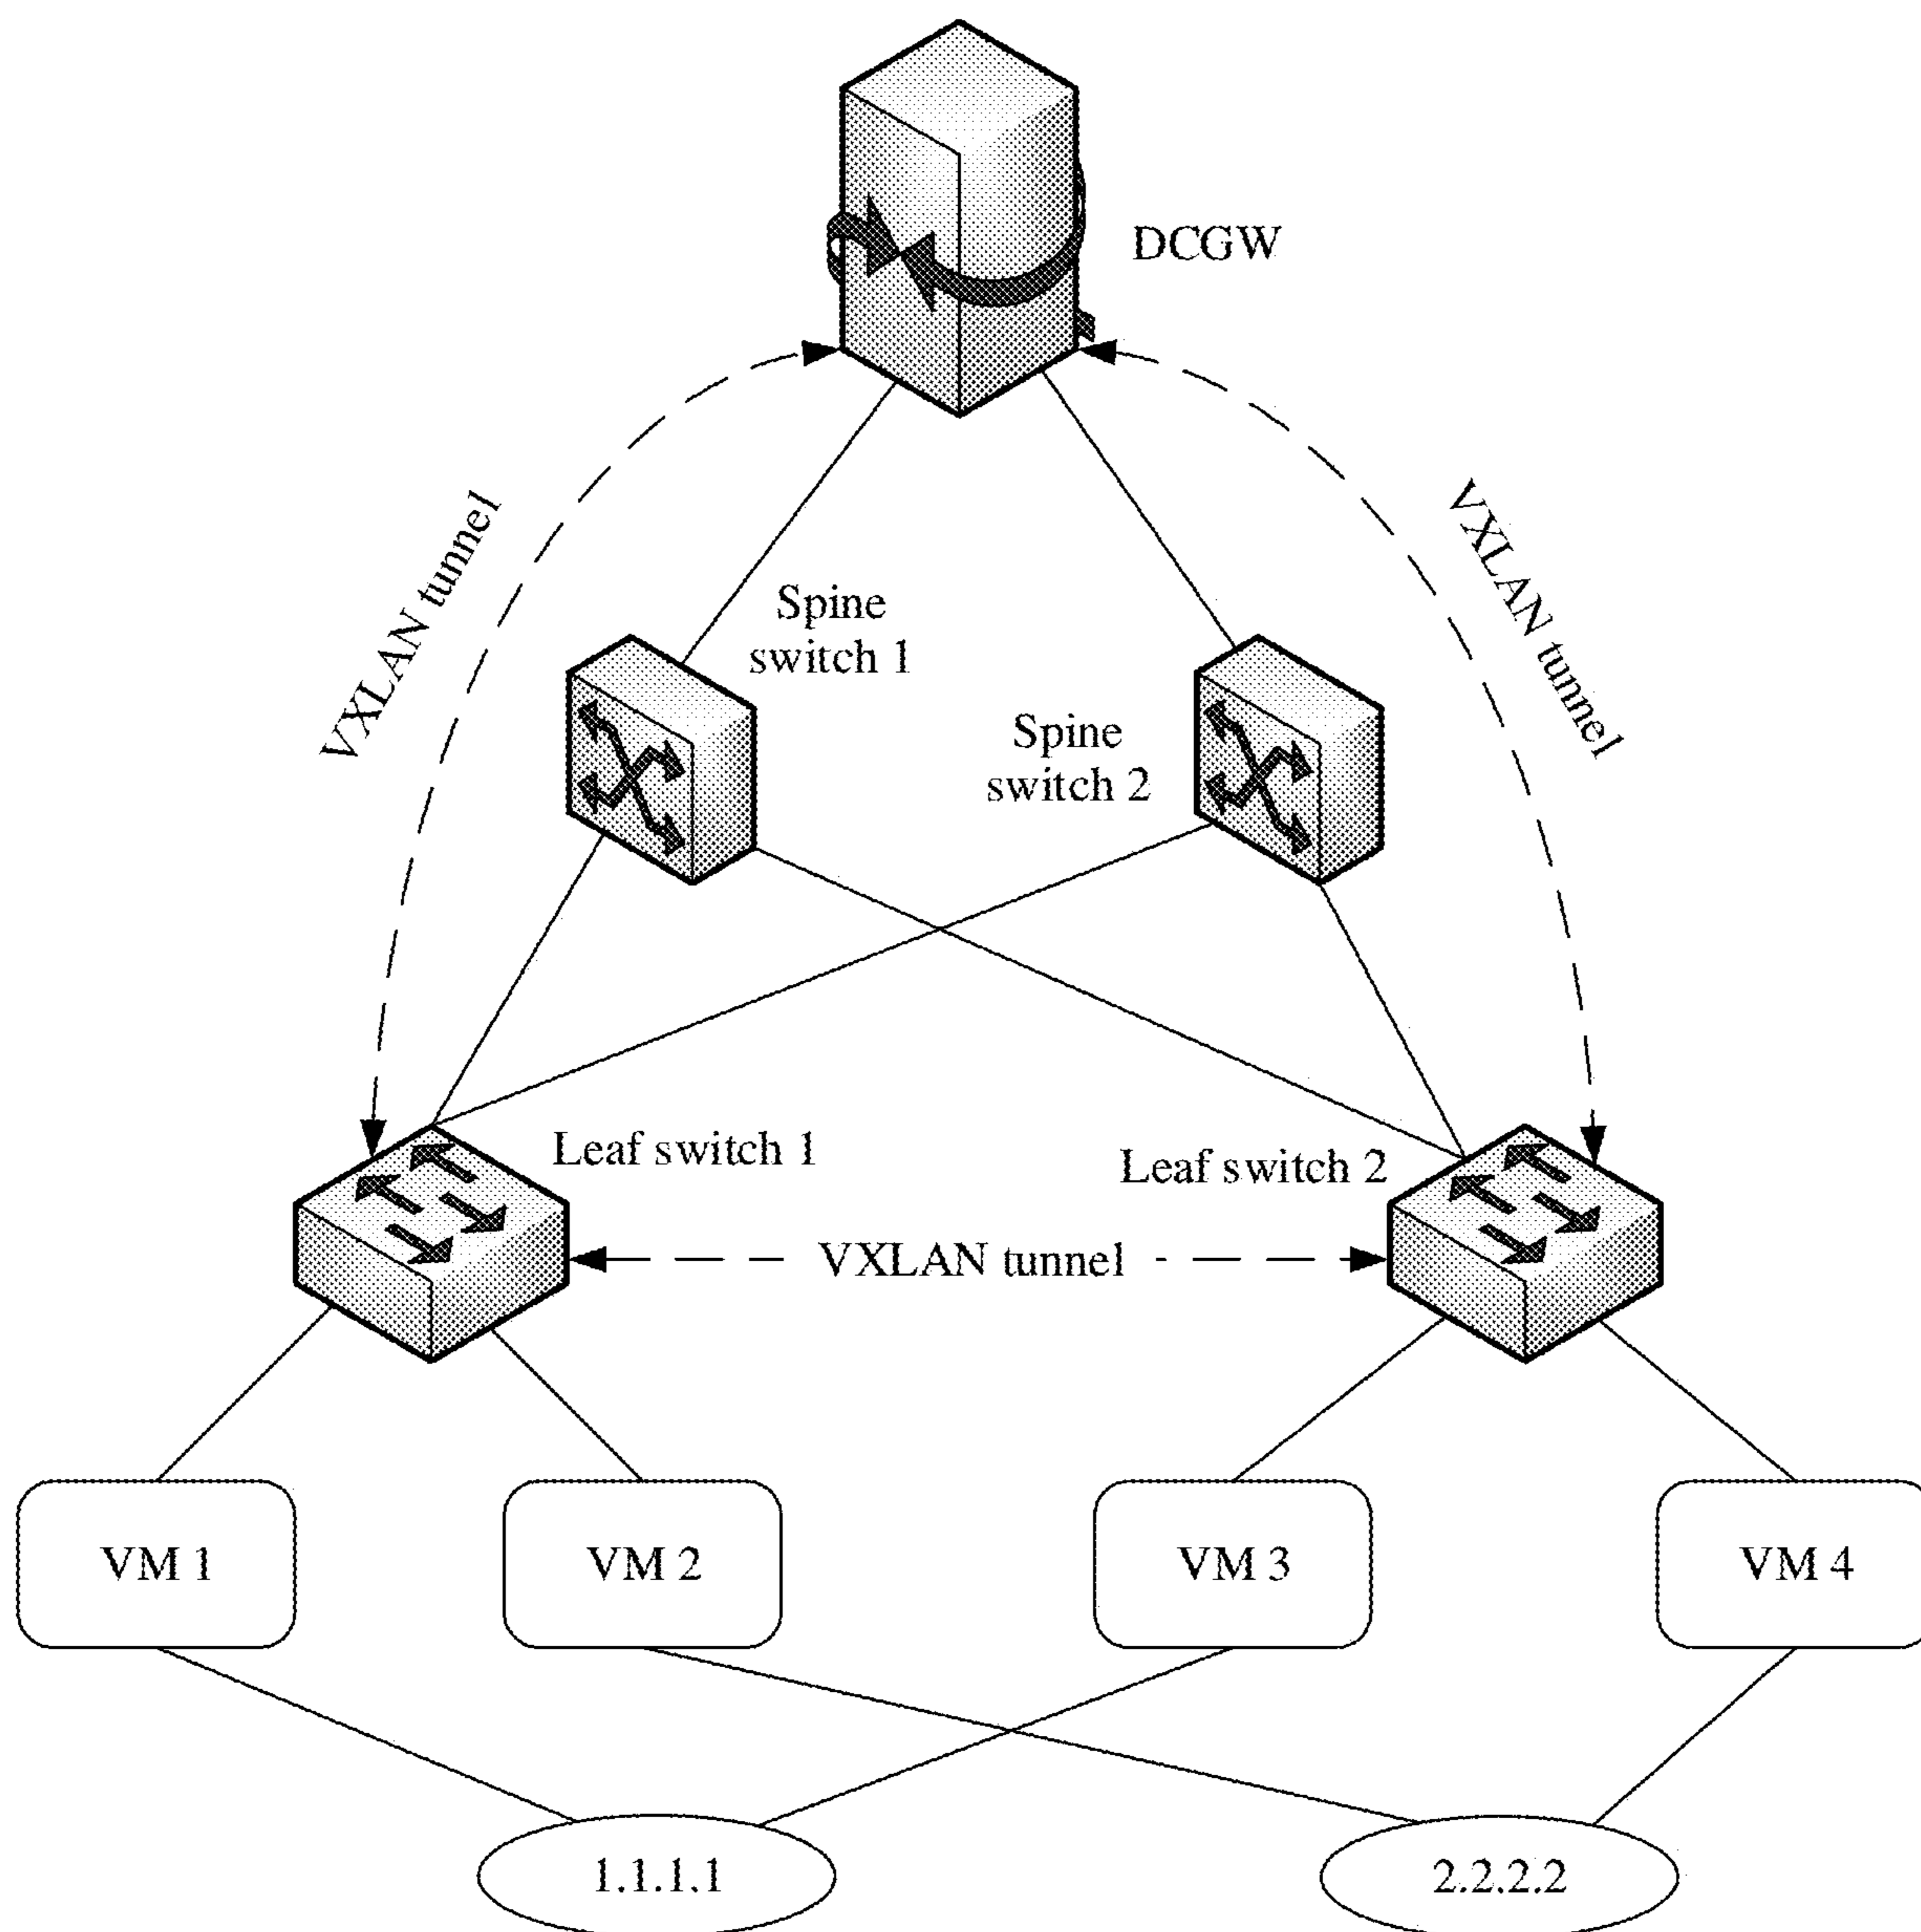 DCGW
VXLAN tunnel
VXLAN tunnel
Spine
switch 1
Spine
switch 2
Leaf switch 1
Leaf switch 2
VXLAN tunnel
VM 1
VM 2
VM 3
VM 4
1.1.1.1
2.2.2.2